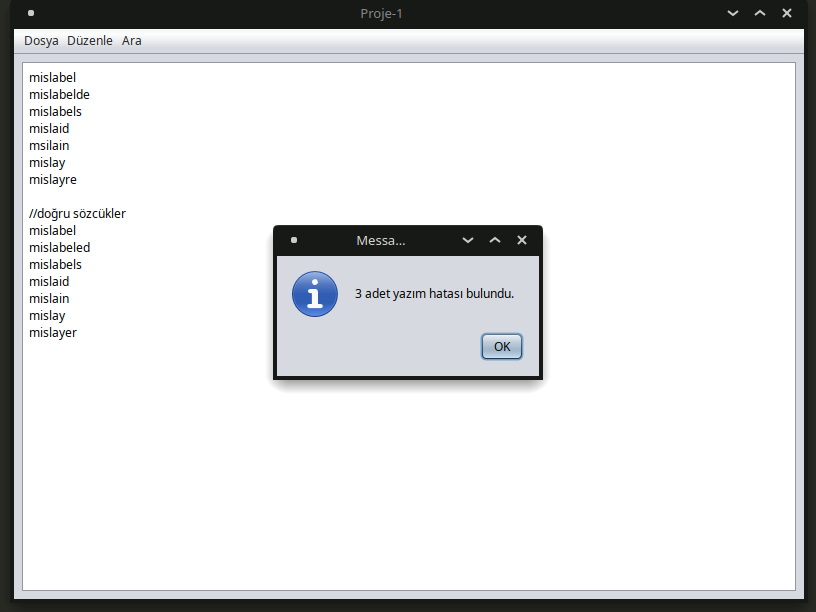 Proje-1
Dosya Düzenle Ara
mislabel
mislabelde
mislabels
mislaid
msilain
mislay
mislayre
//doğru sözcükler
mislabel
mislabeled
mislabels
mislaid
mislain
mislay
mislayer
Messa...
3 adet yazım hatası bulundu.
OK